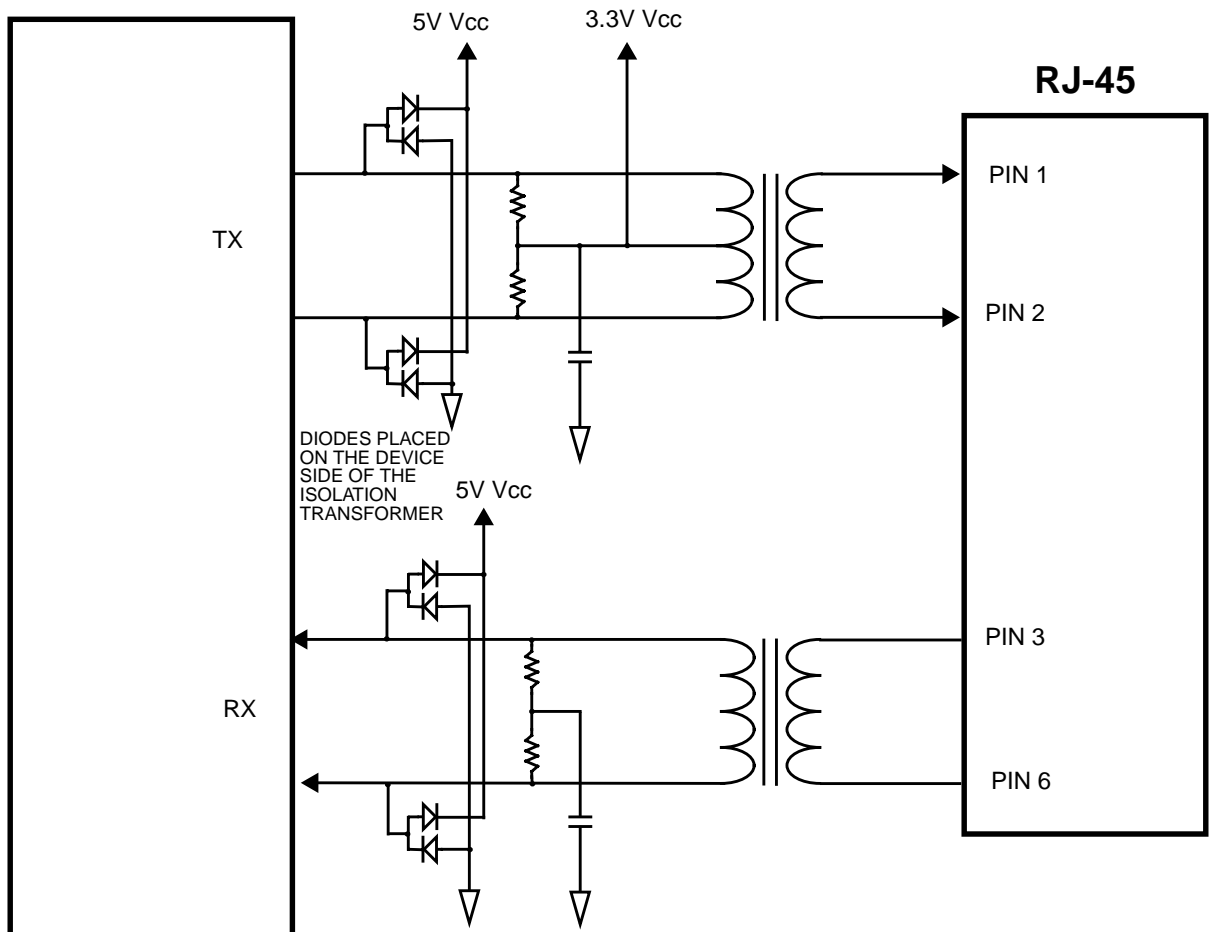 5V Vcc
3.3V Vcc
RJ-45
PIN 1
TX
PIN 2
DIODES PLACED
ON THE DEVICE
SIDE OF THE
ISOLATION
TRANSFORMER
5V Vcc
PIN 3
RX
PIN 6